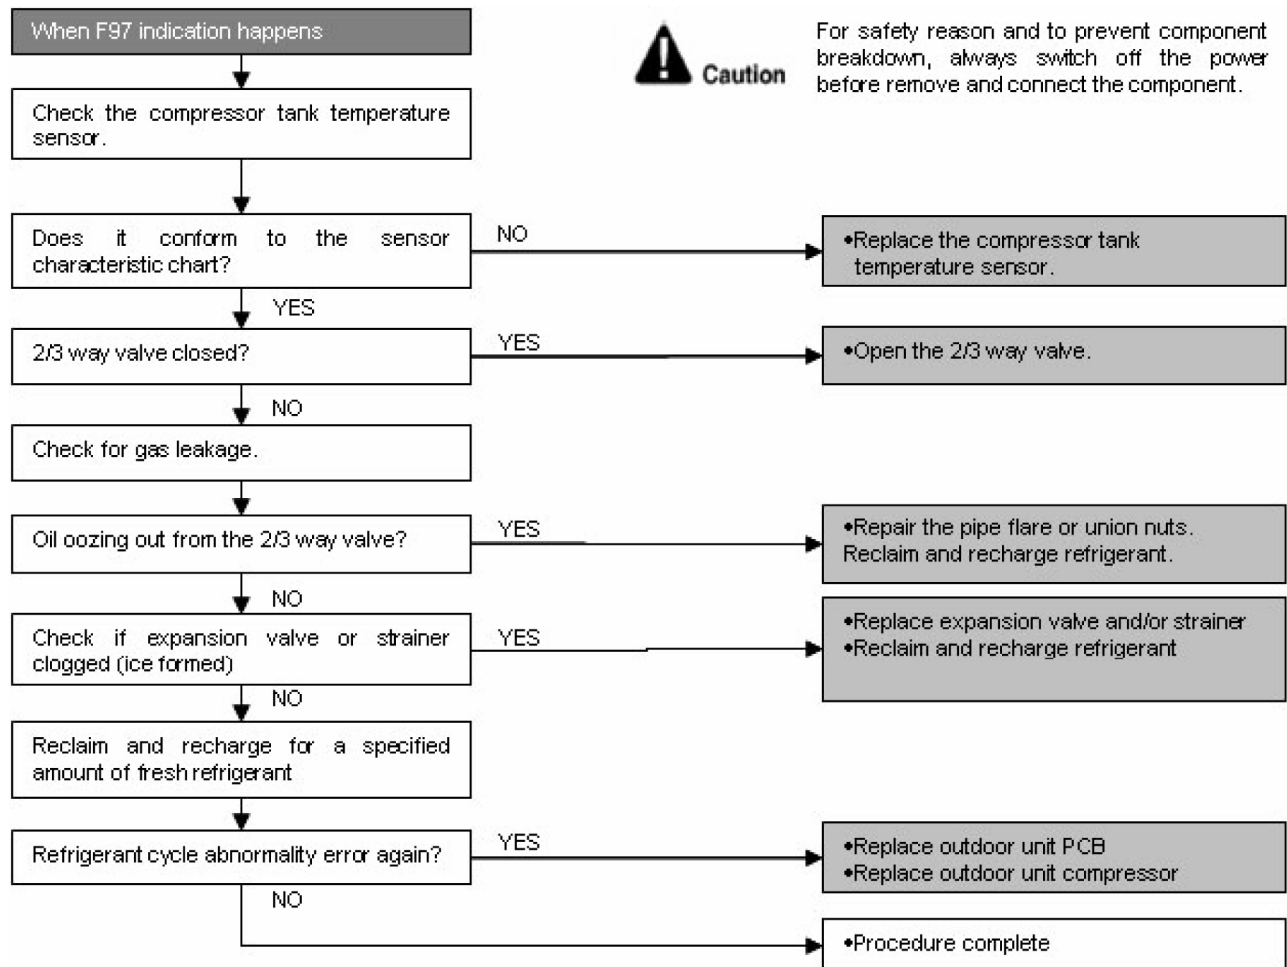 When F97 indication happens
Caution
For safety reason and to prevent component
breakdown, always switch off the power
before remove and connect the component.
Check the compressor tank temperature
sensor.
Does it conform to the sensor
characteristic chart?
NO
•Replace the compressor tank
temperature sensor.
YES
2/3 way valve closed?
YES
•Open the 2/3 way valve.
NO
Check for gas leakage.
Oil oozing out from the 2/3 way valve?
YES
•Repair the pipe flare or union nuts.
Reclaim and recharge refrigerant.
NO
Check if expansion valve or strainer
clogged (ice formed)
YES
•Replace expansion valve and/or strainer
•Reclaim and recharge refrigerant
NO
Reclaim and recharge for a specified
amount of fresh refrigerant
Refrigerant cycle abnormality error again?
YES
•Replace outdoor unit PCB
•Replace outdoor unit compressor
NO
•Procedure complete